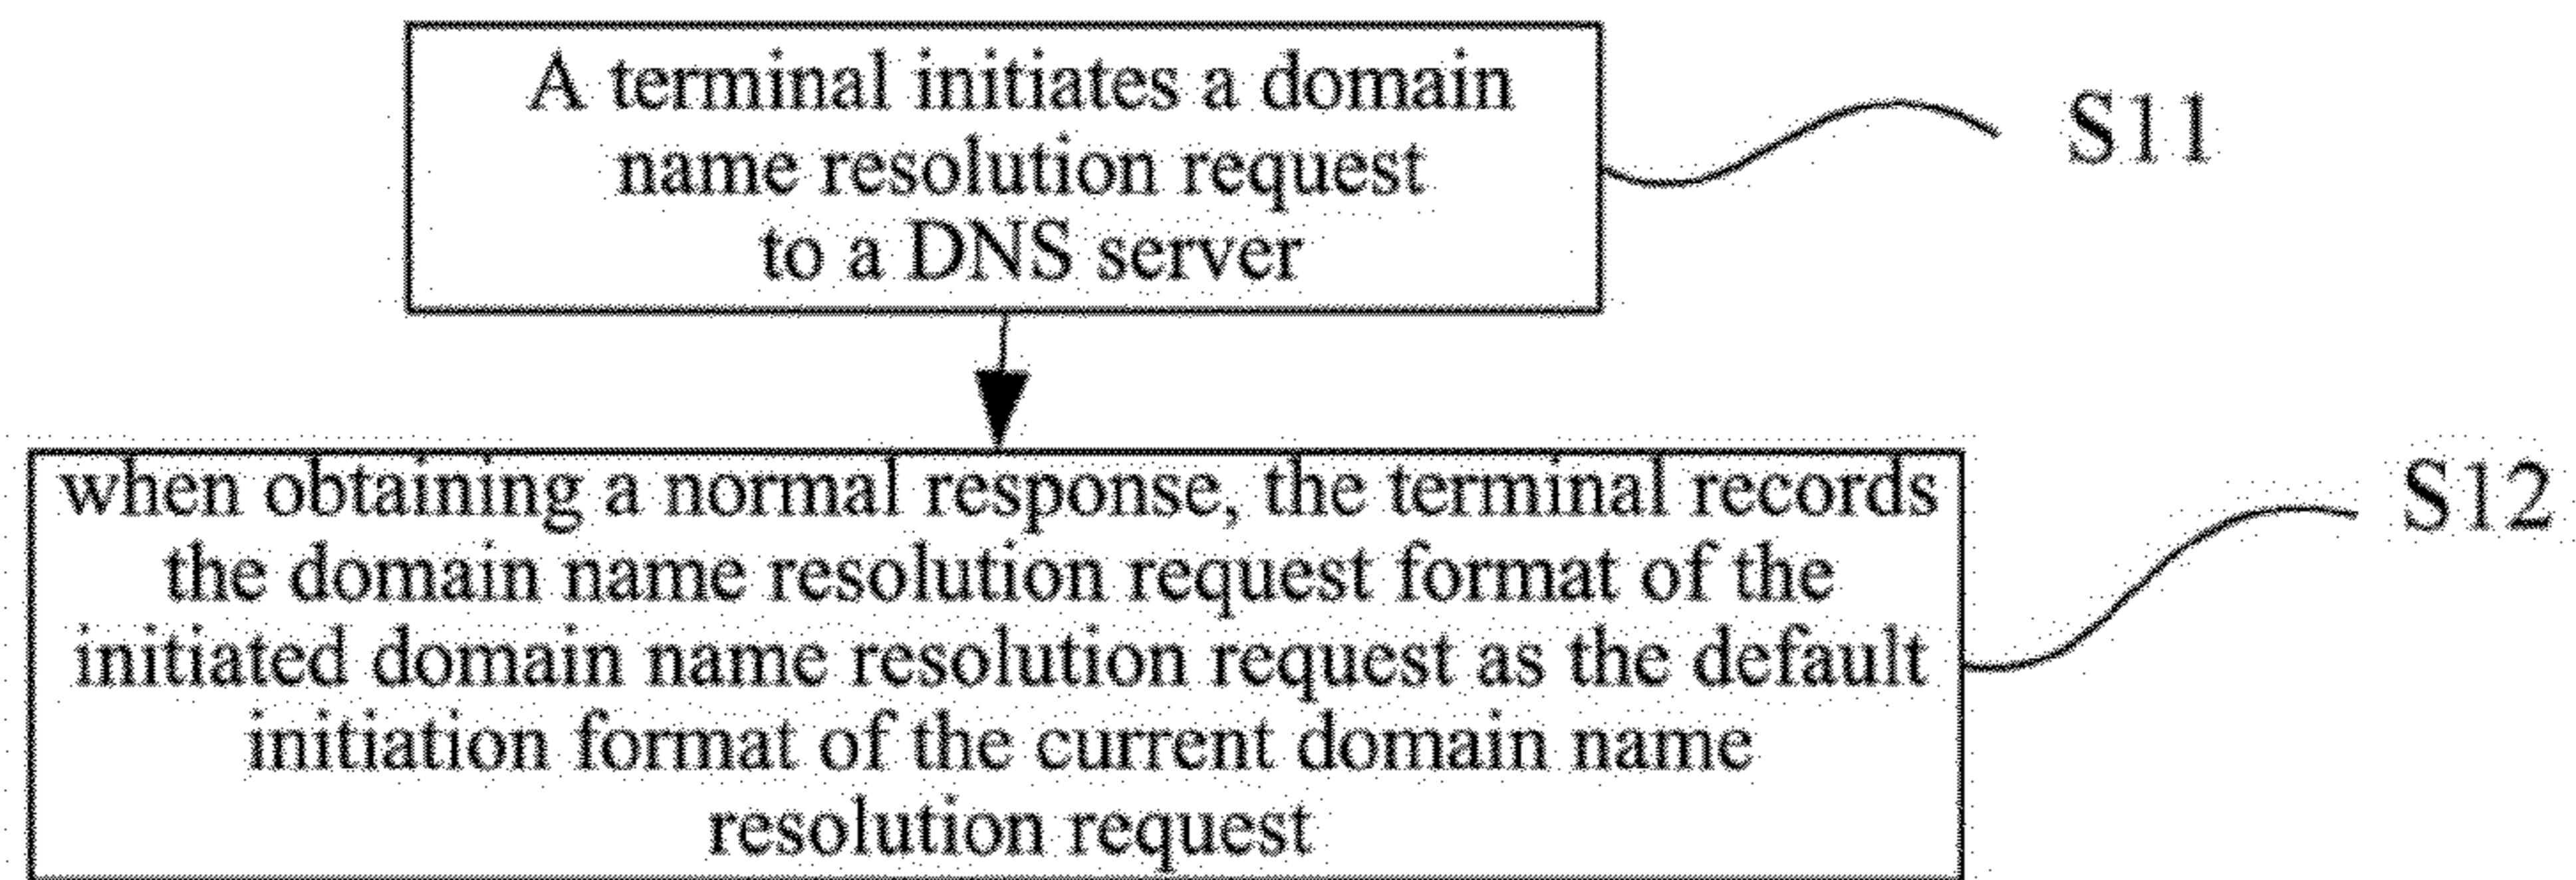 A terminal initiates a domain
name resolution request
to a DNS server
S11
when obtaining a normal response, the terminal records
the domain name resolution request format of the
initiated domain name resolution request as the default
initiation format of the current domain name
resolution request
S12